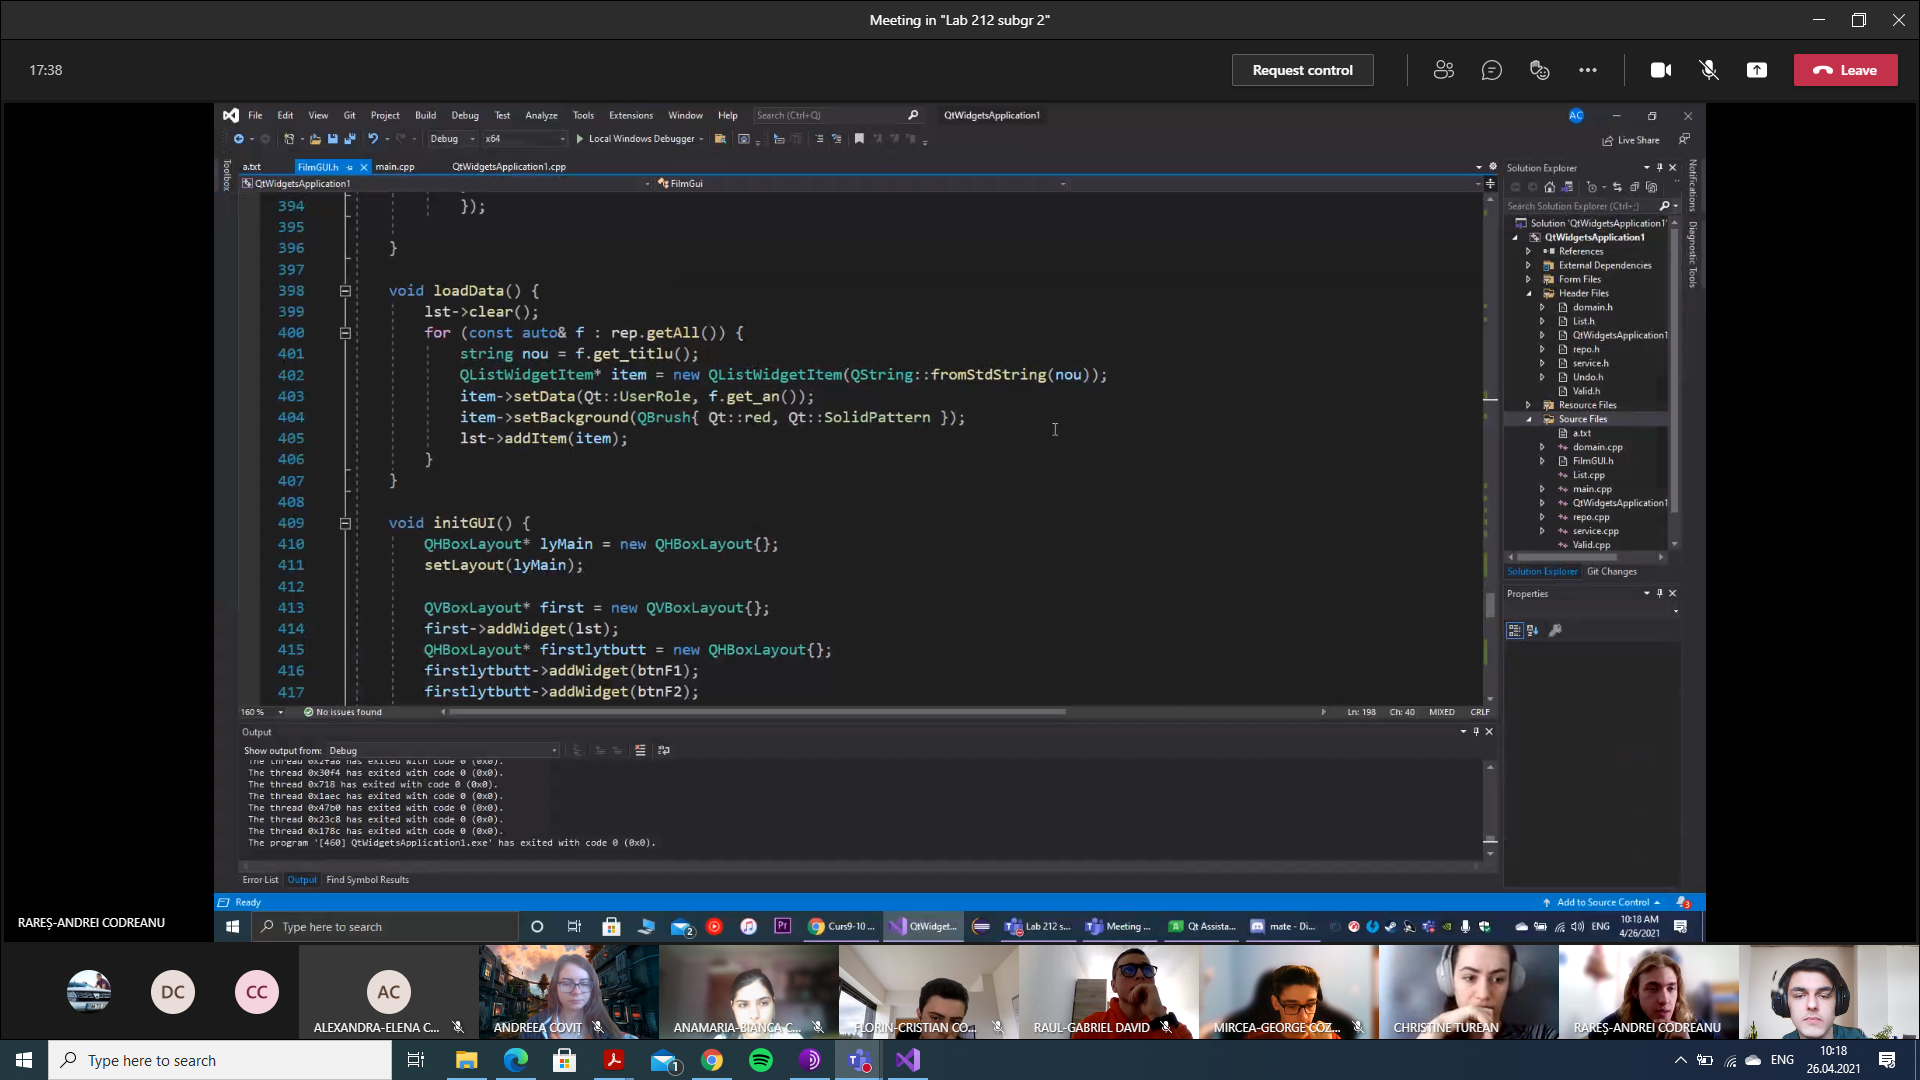 Meeting in "Lab 212 subgr 2"
17:38
Request control
Leave
File Edit View Git Project Build Debug Test Analyze Tools Extensions Window Help Search (Ctrl+Q) QtWidgetsApplication1 AC
Debug x64 Local Windows Debugger Live Share
Toolbox
a.txt FilmGUI.h main.cpp QtWidgetsApplication1.cpp
QtWidgetsApplication1 FilmGui
394 });
395
396 }
397
398 void loadData() {
399 lst->clear();
400 for (const auto& f : rep.getAll()) {
401 string nou = f.get_titlu();
402 QListWidgetItem* item = new QListWidgetItem(QString::fromStdString(nou));
403 item->setData(Qt::UserRole, f.get_an());
404 item->setBackground(QBrush{ Qt::red, Qt::SolidPattern });
405 lst->addItem(item);
406 }
407 }
408
409 void initGUI() {
410 QHBoxLayout* lyMain = new QHBoxLayout{};
411 setLayout(lyMain);
412
413 QVBoxLayout* first = new QVBoxLayout{};
414 first->addWidget(lst);
415 QHBoxLayout* firstlytbutt = new QHBoxLayout{};
416 firstlytbutt->addWidget(btnF1);
417 firstlytbutt->addWidget(btnF2);
160 % No issues found Ln: 198 Ch: 40 MIXED CRLF
Output
Show output from: Debug
The thread 0x2fa8 has exited with code 0 (0x0).
The thread 0x30f4 has exited with code 0 (0x0).
The thread 0x718 has exited with code 0 (0x0).
The thread 0x1aec has exited with code 0 (0x0).
The thread 0x47b0 has exited with code 0 (0x0).
The thread 0x23c8 has exited with code 0 (0x0).
The thread 0x178c has exited with code 0 (0x0).
The program '[460] QtWidgetsApplication1.exe' has exited with code 0 (0x0).
Error List Output Find Symbol Results
Solution Explorer
Search Solution Explorer (Ctrl+;)
Solution 'QtWidgetsApplication1'
QtWidgetsApplication1
References
External Dependencies
Form Files
Header Files
domain.h
List.h
QtWidgetsApplication1
repo.h
service.h
Undo.h
Valid.h
Resource Files
Source Files
a.txt
domain.cpp
FilmGUI.h
List.cpp
main.cpp
QtWidgetsApplication1
repo.cpp
service.cpp
Valid.cpp
Solution Explorer Git Changes
Properties
Notifications
Diagnostic Tools
Ready Add to Source Control 3
RAREȘ-ANDREI CODREANU
Type here to search 2 Pr Curs9-10 ... QtWidget... Lab 212 s... Meeting ... Qt Assista... mate - Di... ENG 10:18 AM
4/26/2021
DC CC AC
ALEXANDRA-ELENA C... ANDREEA COVIT ANAMARIA-BIANCA C... FLORIN-CRISTIAN CO... RAUL-GABRIEL DAVID MIRCEA-GEORGE COZ... CHRISTINE TUREAN RAREȘ-ANDREI CODREANU
Type here to search 1 ENG 10:18
26.04.2021